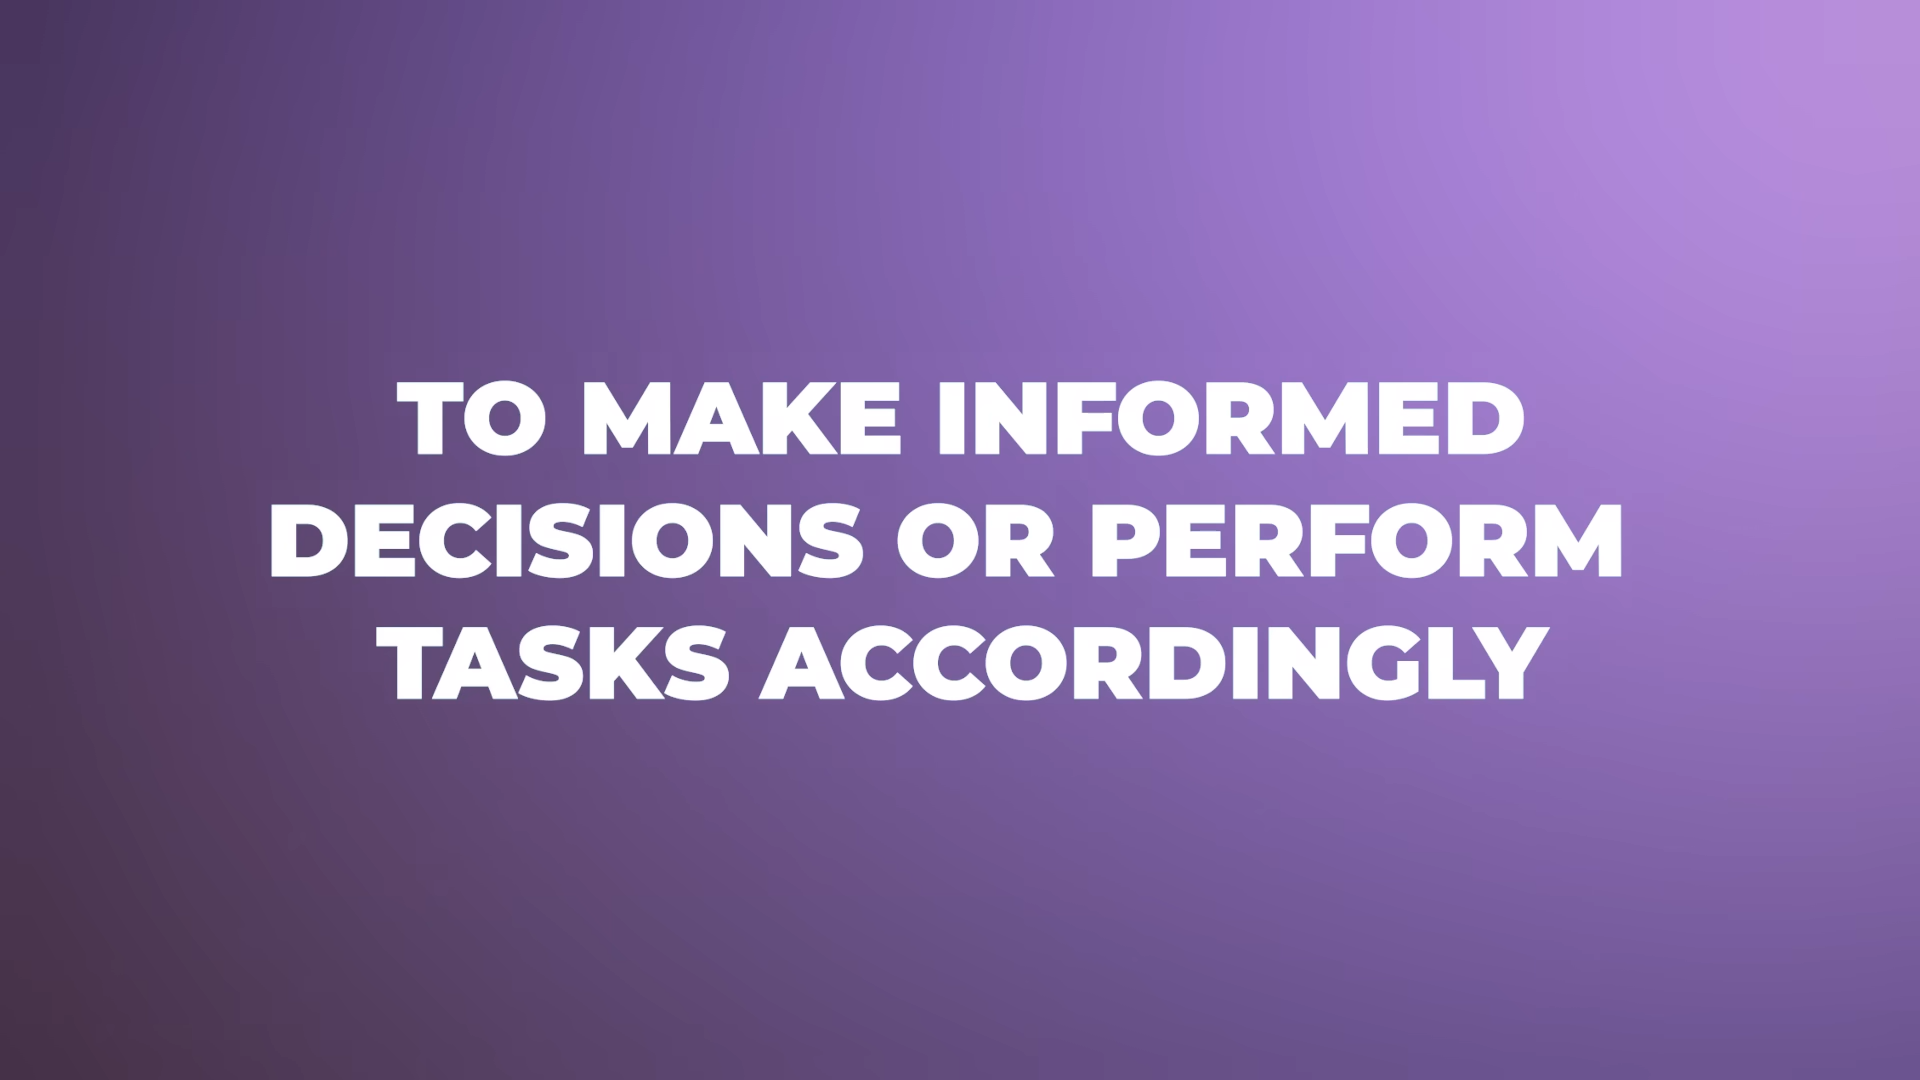 TO MAKE INFORMED
DECISIONS OR PERFORM
TASKS ACCORDINGLY